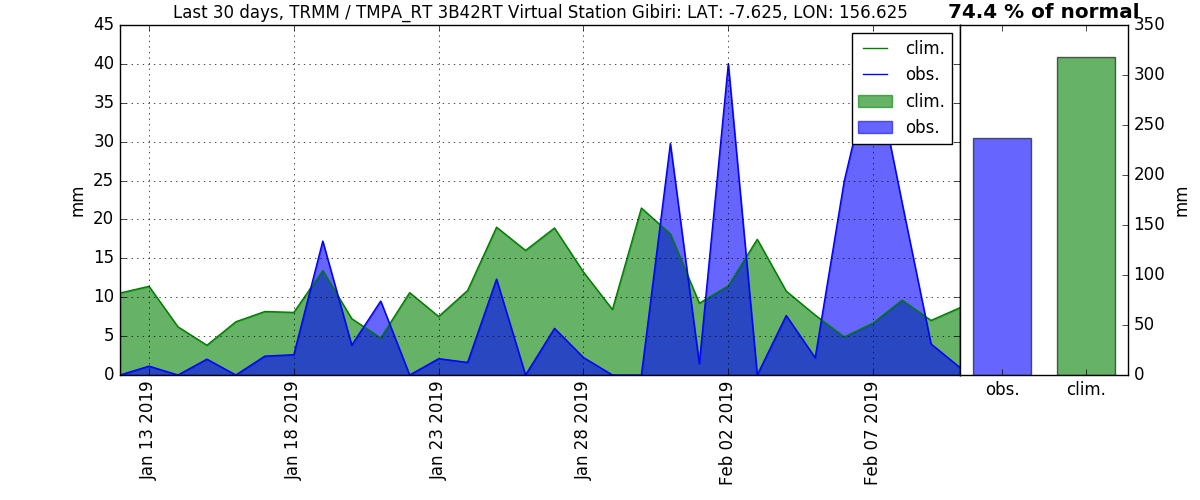 Last 30 days, TRMM / TMPA_RT 3B42RT Virtual Station Gibiri: LAT: -7.625, LON: 156.625
74.4 % of normal
45
40
35
30
25
20
15
10
5
0
mm
clim.
obs.
clim.
obs.
Jan 13 2019
Jan 18 2019
Jan 23 2019
Jan 28 2019
Feb 02 2019
Feb 07 2019
350
300
250
200
150
100
50
0
mm
obs.
clim.